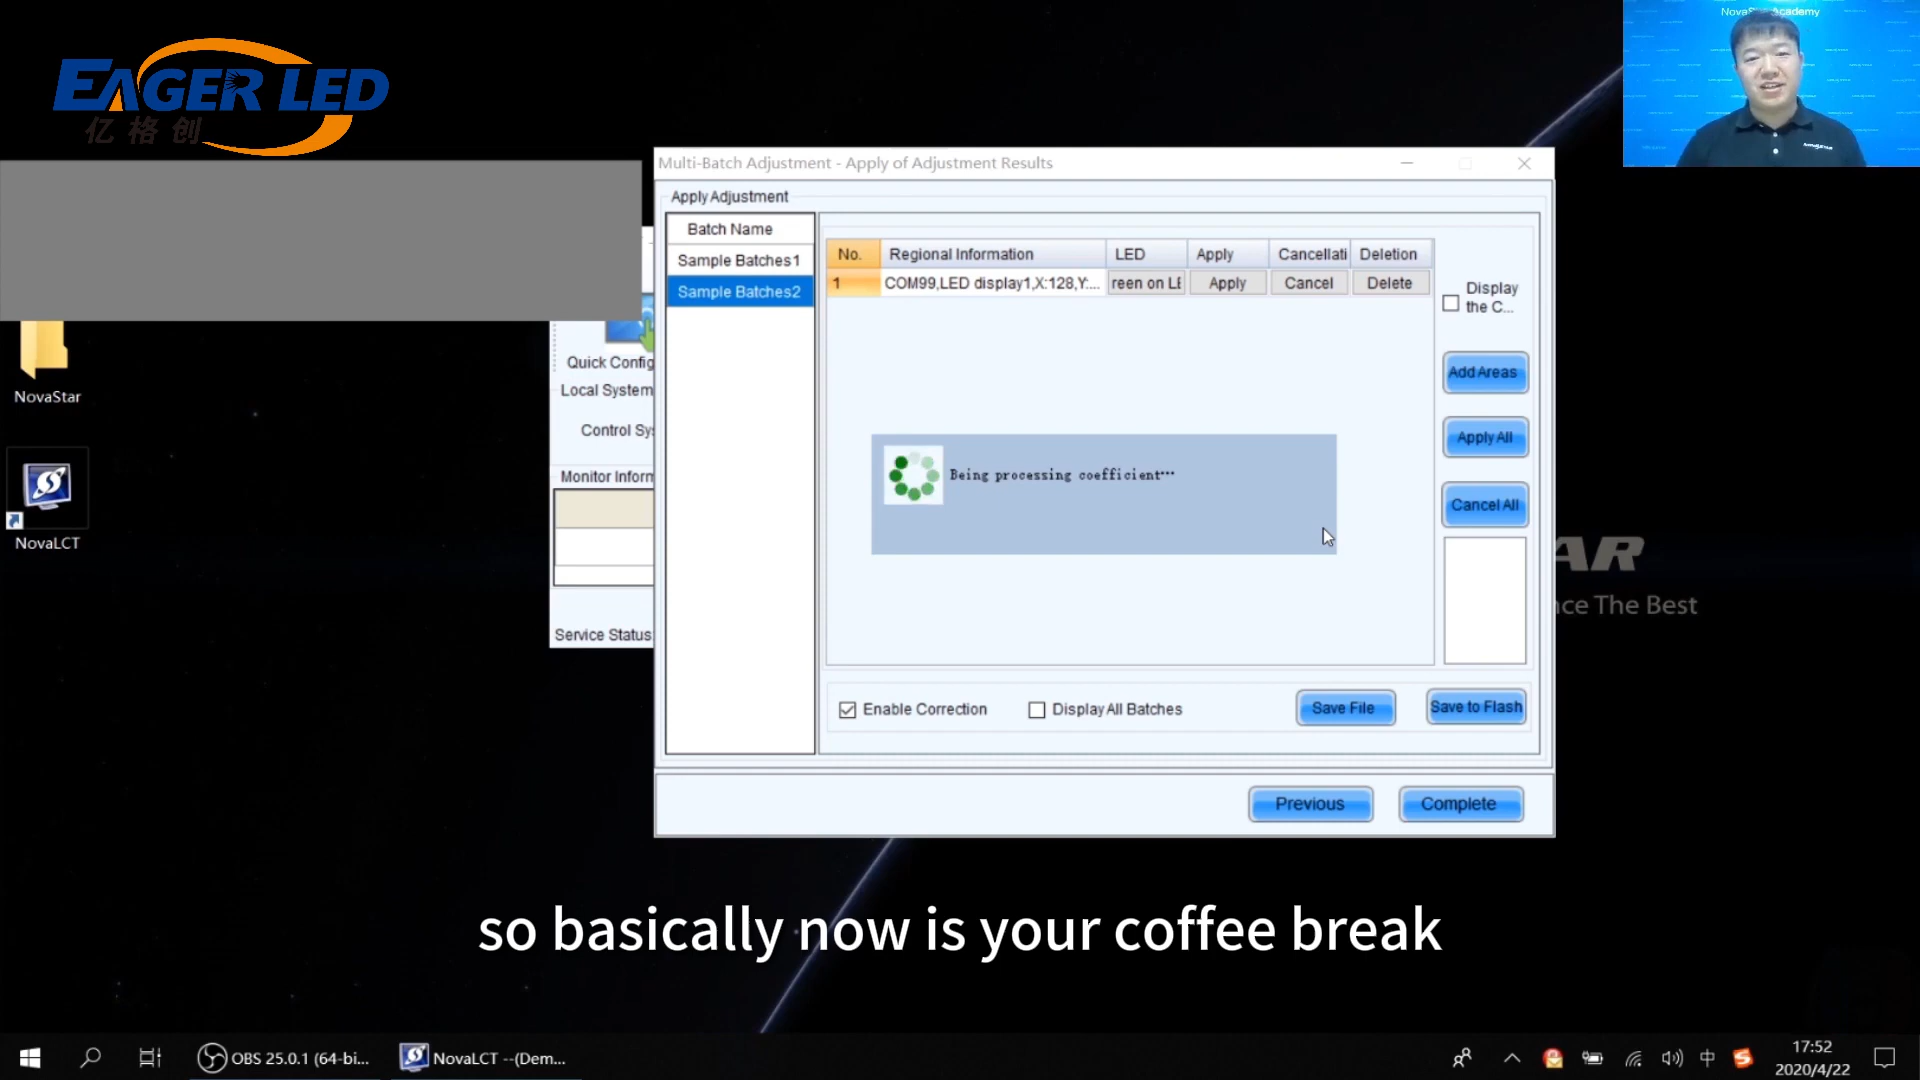 EAGER LED
亿格创
NovaStar Academy
Multi-Batch Adjustment - Apply of Adjustment Results
Apply Adjustment
Batch Name
Sample Batches1
Sample Batches2
No. Regional Information LED Apply Cancellati Deletion
1 COM99,LED display1,X:128,Y:... reen on LE Apply Cancel Delete
Display
the C...
Add Areas
Apply All
Cancel All
Being processing coefficient...
Enable Correction Display All Batches Save File Save to Flash
Previous Complete
Quick Config
Local System
Control Sy
Monitor Inform
Service Status
NovaStar
NovaLCT
AR
ce The Best
so basically now is your coffee break
OBS 25.0.1 (64-bi... NovaLCT --(Dem...
中
17:52
2020/4/22